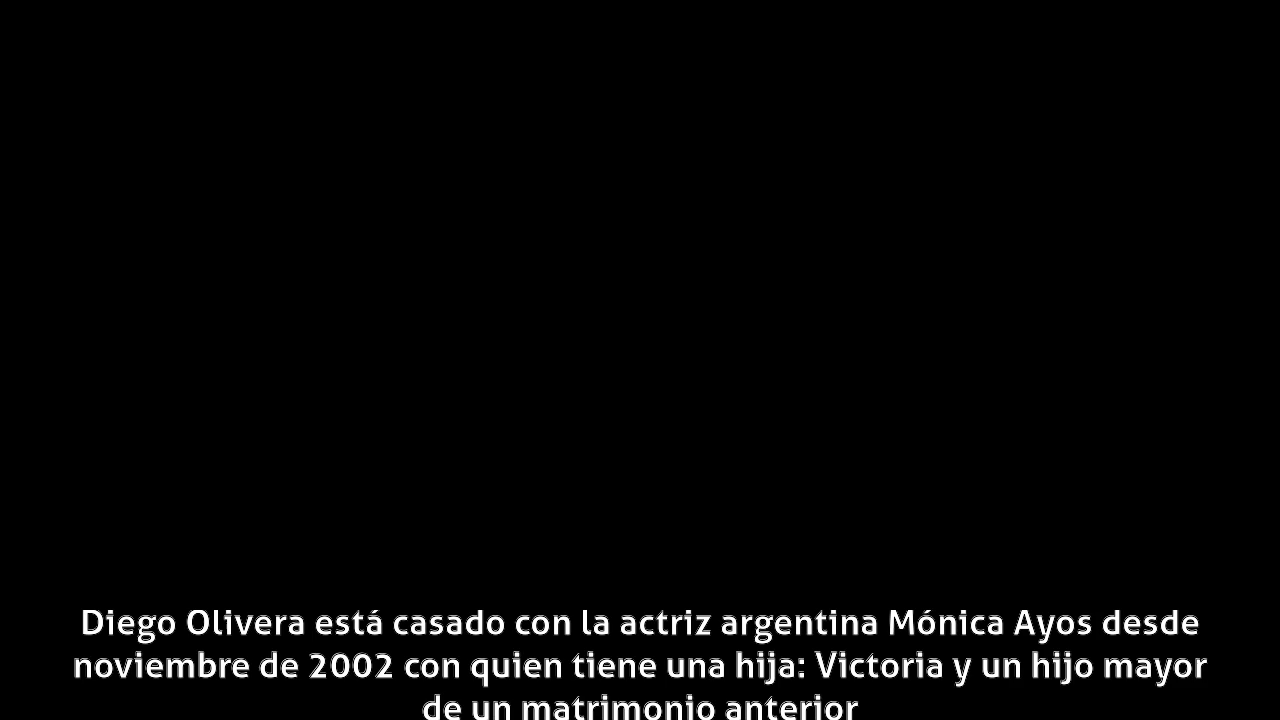 Diego Olivera está casado con la actriz argentina Mónica Ayos desde
noviembre de 2002 con quien tiene una hija: Victoria y un hijo mayor
de un matrimonio anterior